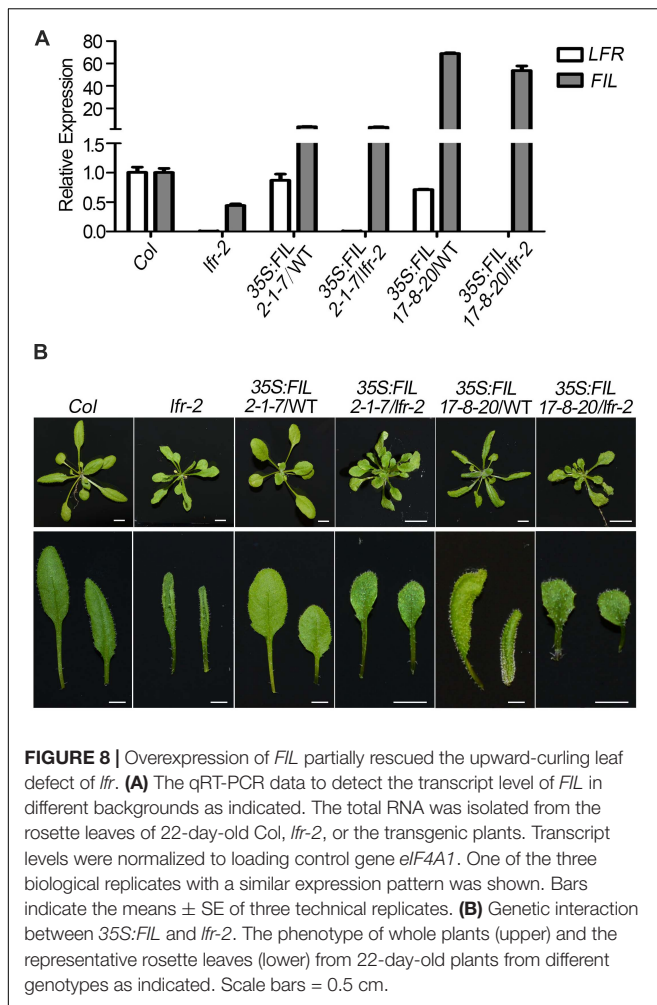 A
Relative Expression
80
60
40
20
1.5
1.0
0.5
0.0
LFR
FIL
Col
lfr-2
35S:FIL
2-1-7/WT
35S:FIL
2-1-7/lfr-2
35S:FIL
17-8-20/WT
35S:FIL
17-8-20/lfr-2
B
Col
lfr-2
35S:FIL
2-1-7/WT
35S:FIL
2-1-7/lfr-2
35S:FIL
17-8-20/WT
35S:FIL
17-8-20/lfr-2
FIGURE 8 | Overexpression of FIL partially rescued the upward-curling leaf
defect of lfr. (A) The qRT-PCR data to detect the transcript level of FIL in
different backgrounds as indicated. The total RNA was isolated from the
rosette leaves of 22-day-old Col, lfr-2, or the transgenic plants. Transcript
levels were normalized to loading control gene eIF4A1. One of the three
biological replicates with a similar expression pattern was shown. Bars
indicate the means ± SE of three technical replicates. (B) Genetic interaction
between 35S:FIL and lfr-2. The phenotype of whole plants (upper) and the
representative rosette leaves (lower) from 22-day-old plants from different
genotypes as indicated. Scale bars = 0.5 cm.